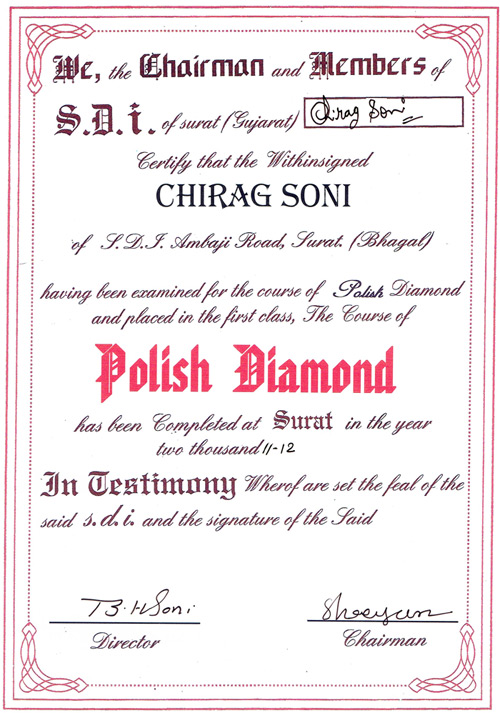 We, the Chairman and Members of
S.D.i. of surat (Gujarat) Chirag Soni
Certify that the Withinsigned
CHIRAG SONI
of S.D.I. Ambaji Road, Surat. (Bhagal)
having been examined for the course of Polish Diamond
and placed in the first class, The Course of
Polish Diamond
has been Completed at Surat in the year
two thousand 11-12
In Testimony Wherof are set the feal of the
said s.d.i. and the signature of the Said
T3.H Soni
Director
Chairman